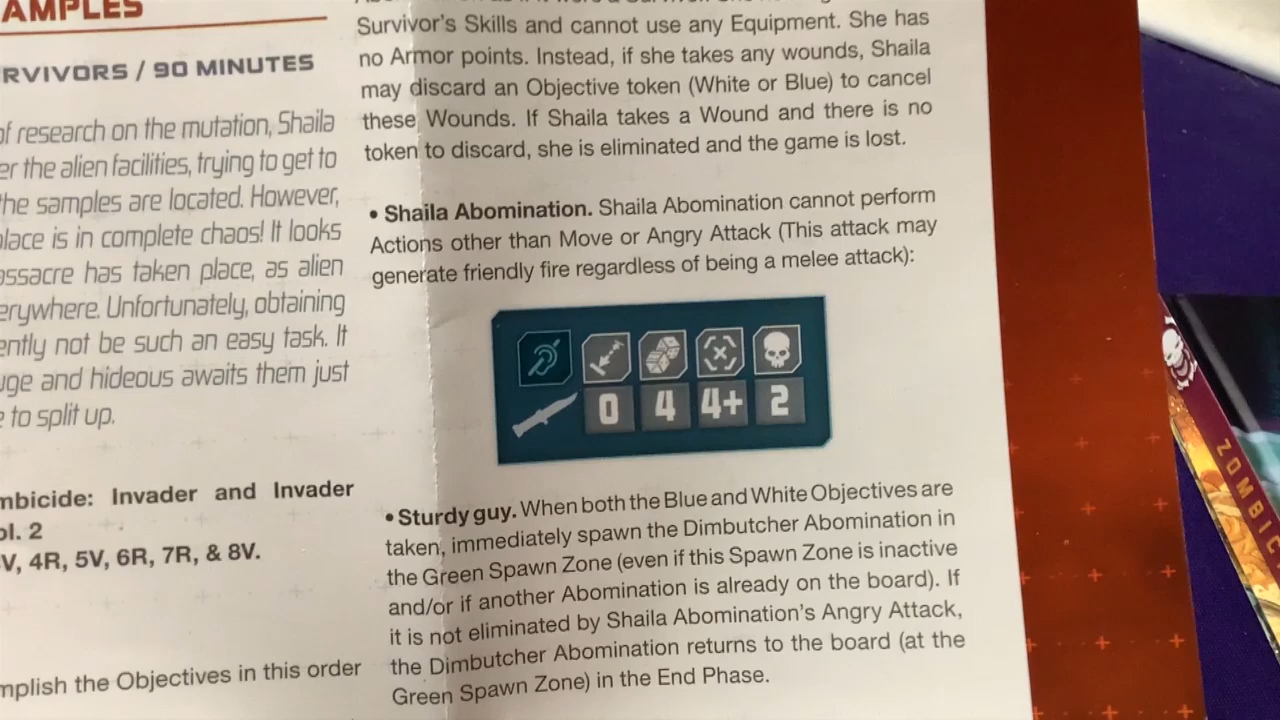 AMPLES
RVIVORS / 90 MINUTES
of research on the mutation, Shaila
er the alien facilities, trying to get to
the samples are located. However,
place is in complete chaos! It looks
assacre has taken place, as alien
erywhere. Unfortunately, obtaining
ently not be such an easy task. It
uge and hideous awaits them just
e to split up.
mbicide: Invader and Invader
ol. 2
V, 4R, 5V, 6R, 7R, & 8V.
mplish the Objectives in this order
Survivor's Skills and cannot use any Equipment. She has
no Armor points. Instead, if she takes any wounds, Shaila
may discard an Objective token (White or Blue) to cancel
these Wounds. If Shaila takes a Wound and there is no
token to discard, she is eliminated and the game is lost.
• Shaila Abomination. Shaila Abomination cannot perform
Actions other than Move or Angry Attack (This attack may
generate friendly fire regardless of being a melee attack):
0 4 4+ 2
• Sturdy guy. When both the Blue and White Objectives are
taken, immediately spawn the Dimbutcher Abomination in
the Green Spawn Zone (even if this Spawn Zone is inactive
and/or if another Abomination is already on the board). If
it is not eliminated by Shaila Abomination's Angry Attack,
the Dimbutcher Abomination returns to the board (at the
Green Spawn Zone) in the End Phase.
ZOMBIC